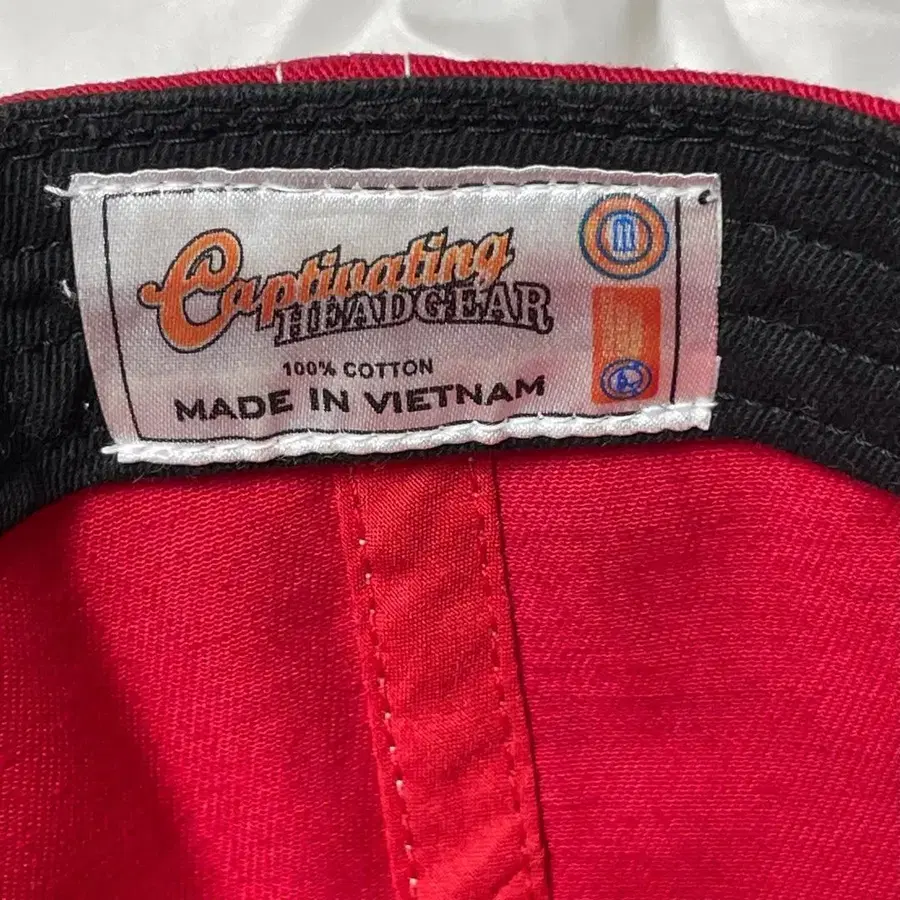 Captivating
HEADGEAR
100% COTTON
MADE IN VIETNAM